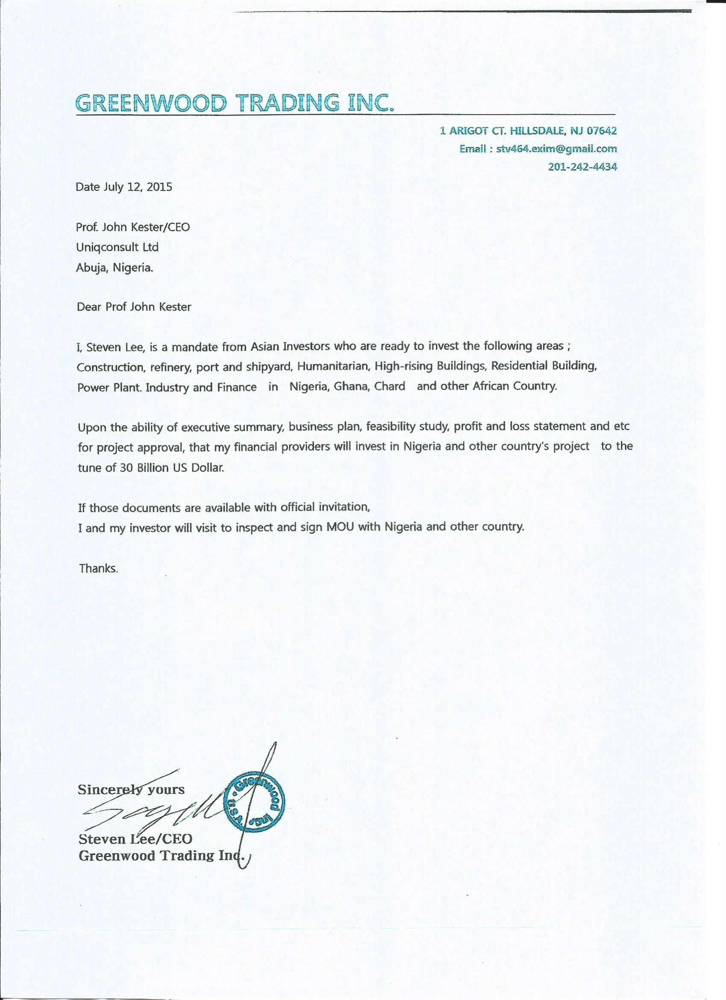 GREENWOOD TRADING INC.
1 ARIGOT CT. HILLSDALE, NJ 07642
Email : stv464.exim@gmail.com
201-242-4434
Date July 12, 2015
Prof. John Kester/CEO
Uniqconsult Ltd
Abuja, Nigeria.
Dear Prof John Kester
I, Steven Lee, is a mandate from Asian Investors who are ready to invest the following areas ;
Construction, refinery, port and shipyard, Humanitarian, High-rising Buildings, Residential Building,
Power Plant. Industry and Finance in Nigeria, Ghana, Chard and other African Country.
Upon the ability of executive summary, business plan, feasibility study, profit and loss statement and etc
for project approval, that my financial providers will invest in Nigeria and other country's project to the
tune of 30 Billion US Dollar.
If those documents are available with official invitation,
I and my investor will visit to inspect and sign MOU with Nigeria and other country.
Thanks.
Sincerely yours
Greenwood Inc. • U.S.A.
Steven Lee/CEO
Greenwood Trading Inc.